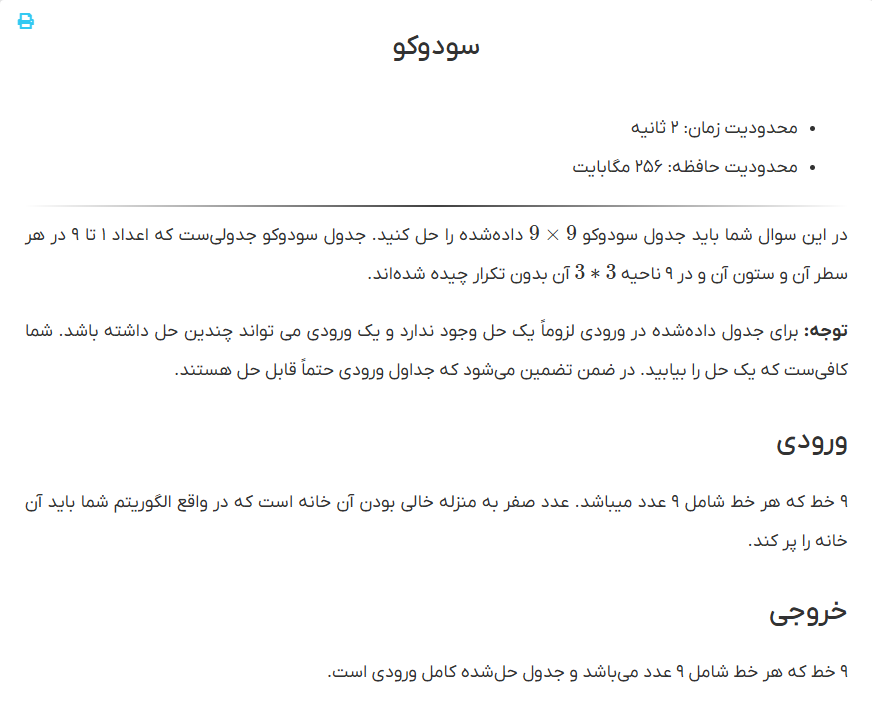 سودوکو
محدودیت زمان: ۲ ثانیه
محدودیت حافظه: ۲۵۶ مگابایت
در این سوال شما باید جدول سودوکو 9 × 9 داده‌شده را حل کنید. جدول سودوکو جدولی‌ست که اعداد ۱ تا ۹ در هر
سطر آن و ستون آن و در ۹ ناحیه 3 ∗ 3 آن بدون تکرار چیده شده‌اند.
توجه: برای جدول داده‌شده در ورودی لزوماً یک حل وجود ندارد و یک ورودی می تواند چندین حل داشته باشد. شما
کافی‌ست که یک حل را بیابید. در ضمن تضمین می‌شود که جداول ورودی حتماً قابل حل هستند.
ورودی
۹ خط که هر خط شامل ۹ عدد میباشد. عدد صفر به منزله خالی بودن آن خانه است که در واقع الگوریتم شما باید آن
خانه را پر کند.
خروجی
۹ خط که هر خط شامل ۹ عدد می‌باشد و جدول حل‌شده کامل ورودی است.